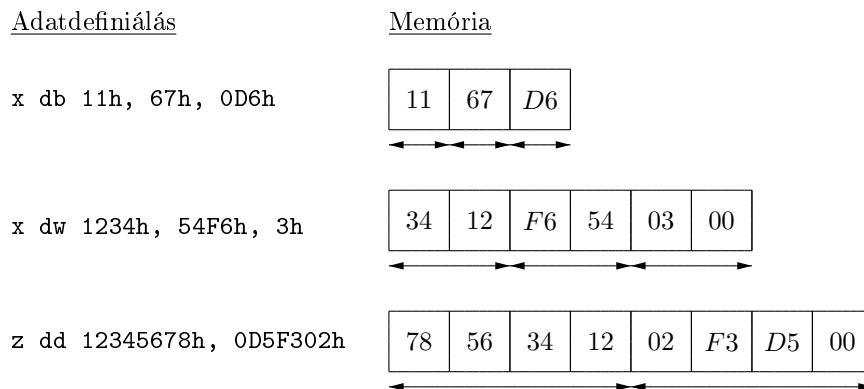 Adatdefiniálás Memória
x db 11h, 67h, 0D6h 11 67 D6
x dw 1234h, 54F6h, 3h 34 12 F6 54 03 00
z dd 12345678h, 0D5F302h 78 56 34 12 02 F3 D5 00